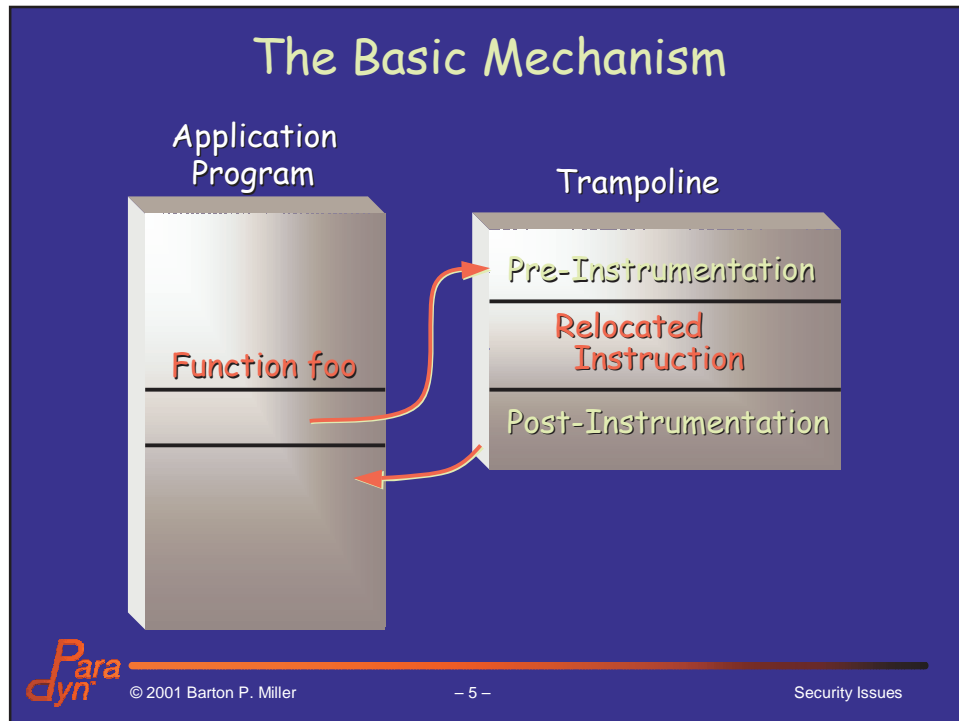 The Basic Mechanism
Application
Program
Trampoline
Pre-Instrumentation
Relocated
Instruction
Function foo
Post-Instrumentation
Para
dyn™
© 2001 Barton P. Miller
– 5 –
Security Issues